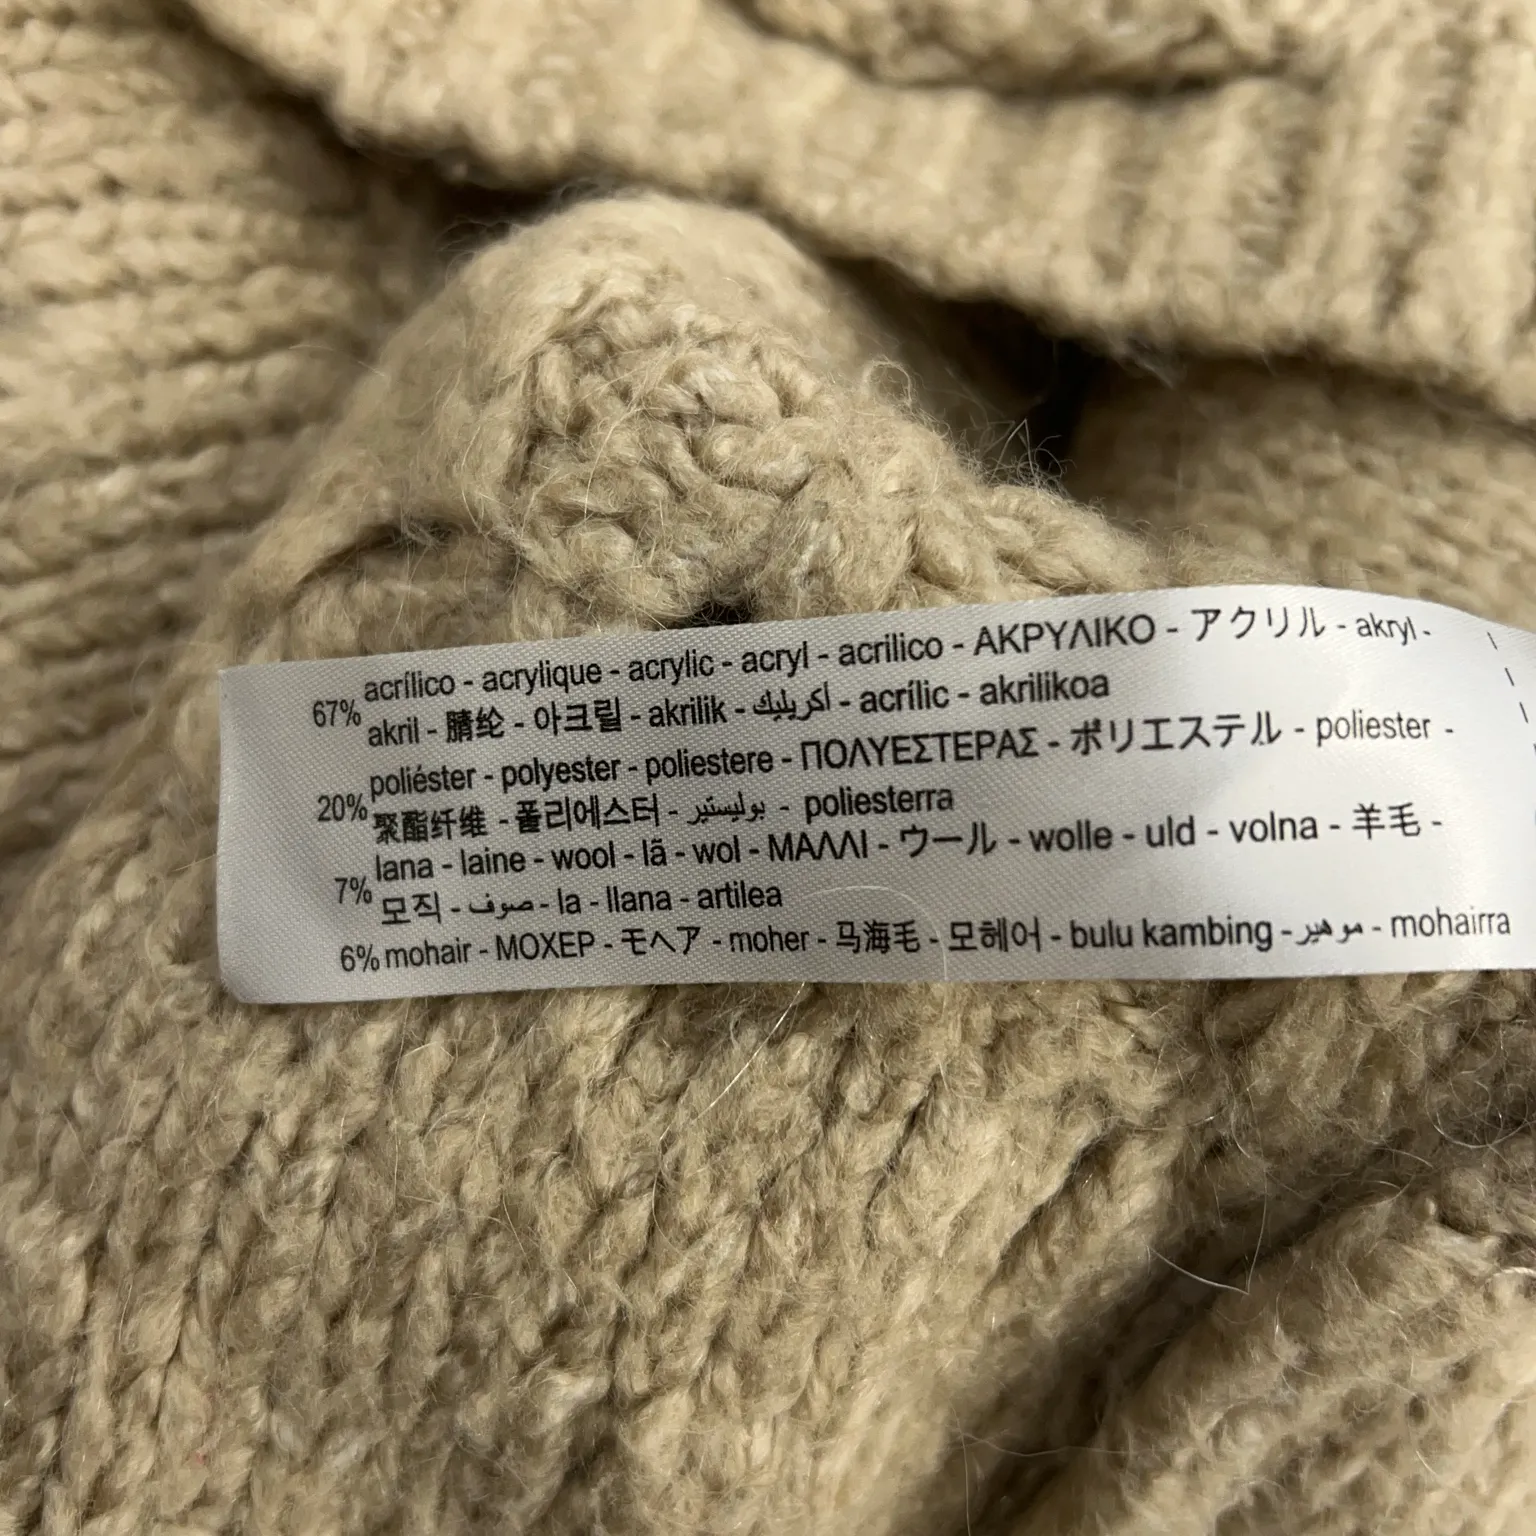 67% acrílico - acrylique - acrylic - acryl - acrilico - ΑΚΡΥΛΙΚΟ - アクリル - akryl -
akril - 腈纶 - 아크릴 - akrilik - أكريليك - acrílic - akrilikoa
20% poliéster - polyester - poliestere - ΠΟΛΥΕΣΤΕΡΑΣ - ポリエステル - poliester -
聚酯纤维 - 폴리에스터 - بوليستير - poliesterra
7% lana - laine - wool - lã - wol - ΜΑΛΛΙ - ウール - wolle - uld - volna - 羊毛 -
모직 - صوف - la - llana - artilea
6% mohair - ΜΟΧΕΡ - モヘア - moher - 马海毛 - 모헤어 - bulu kambing - موهير - mohairra